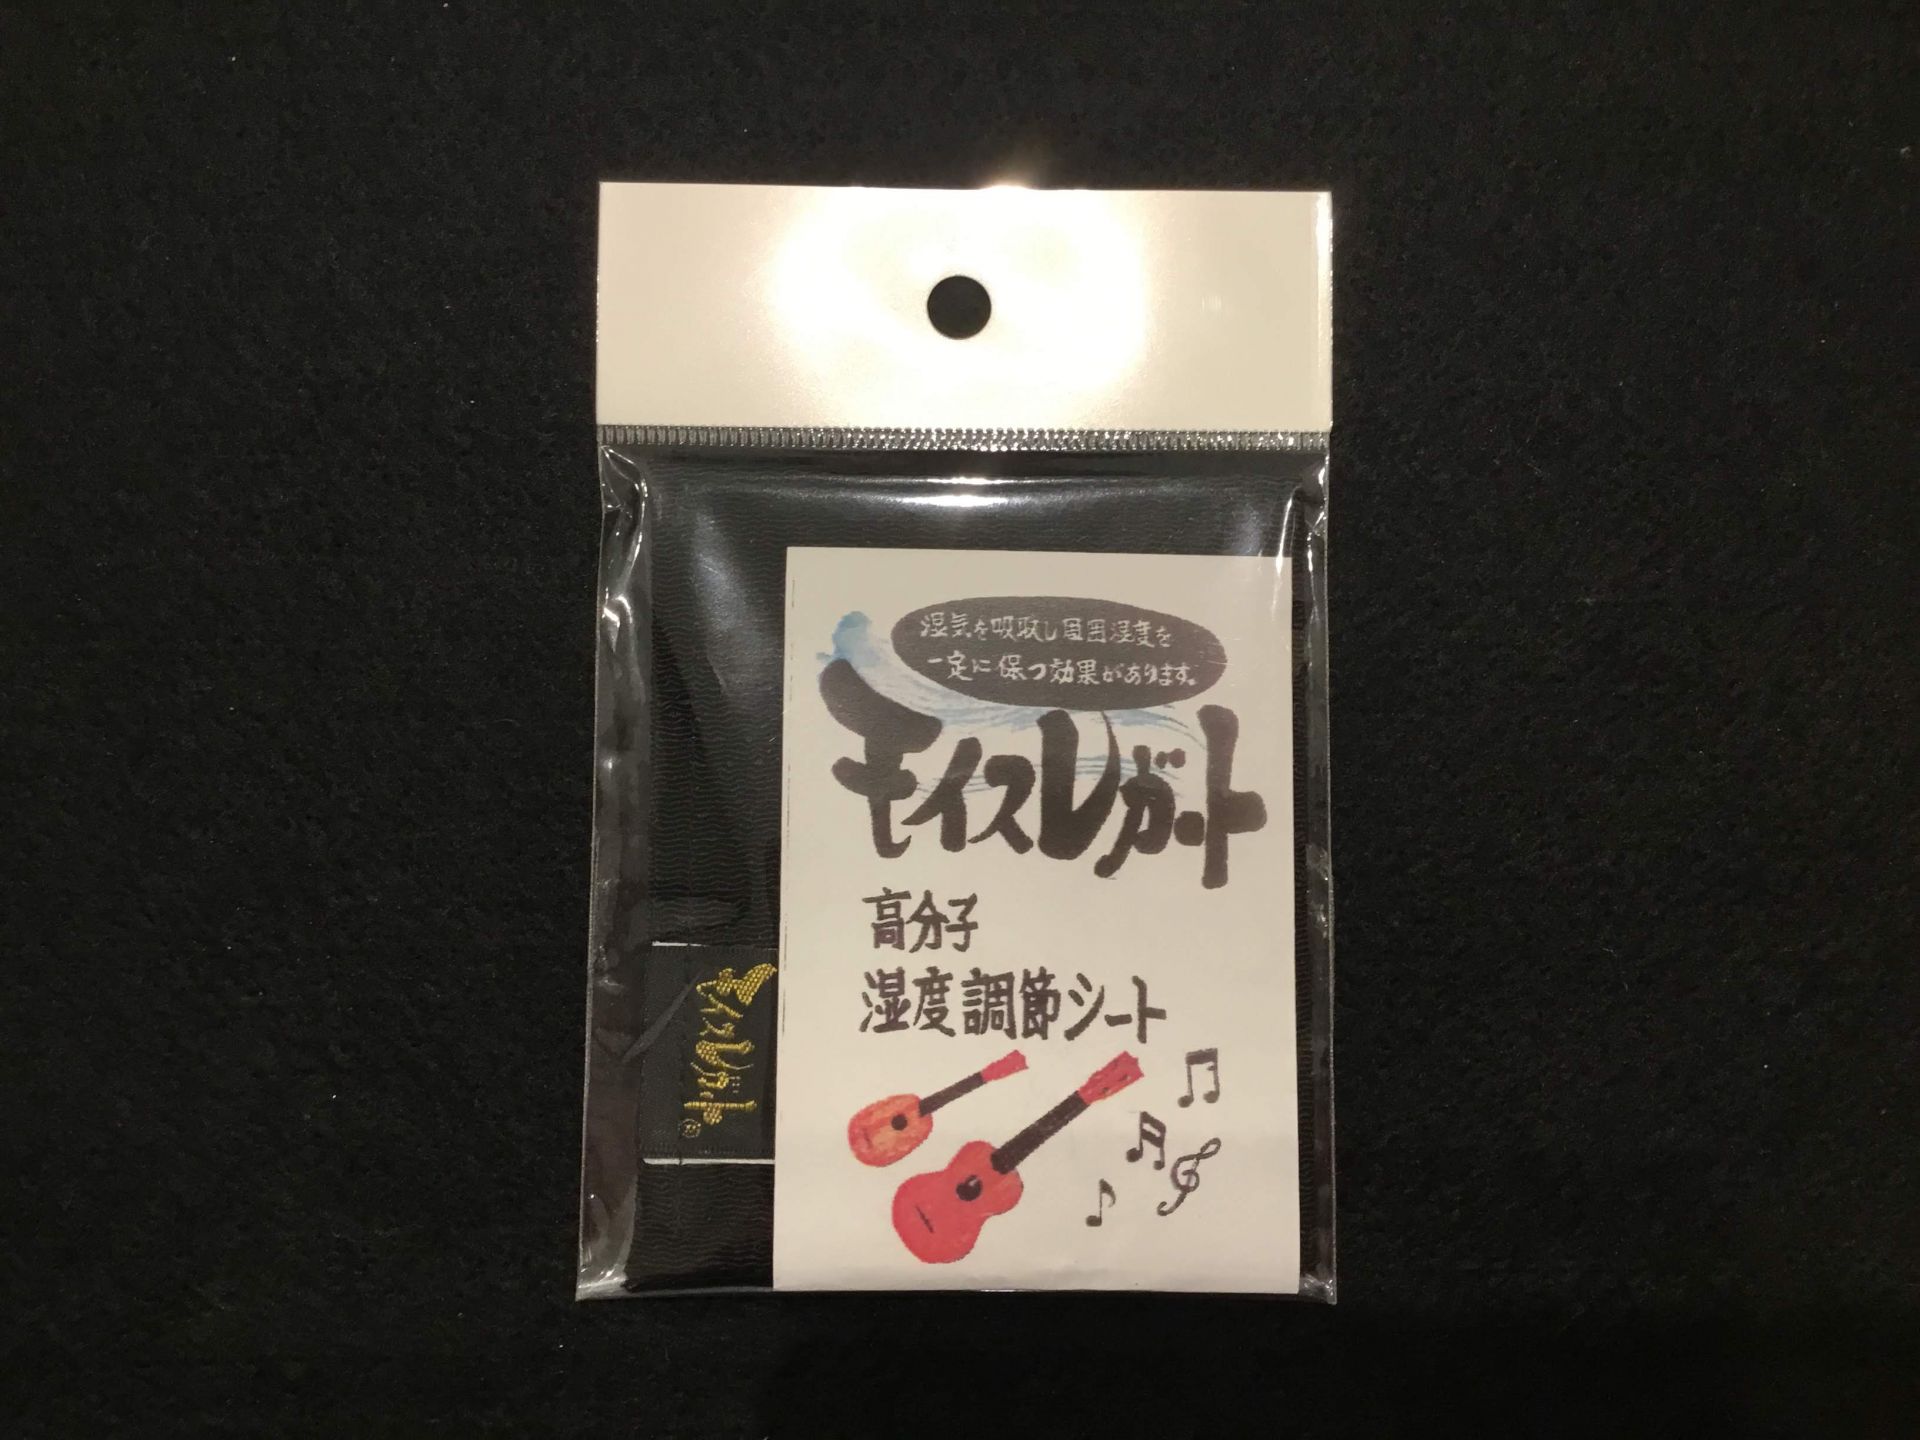 湿気を吸収し周囲湿度を
一定に保つ効果があります。
モイスレガート
高分子
湿度調節シート
モイスレガート®